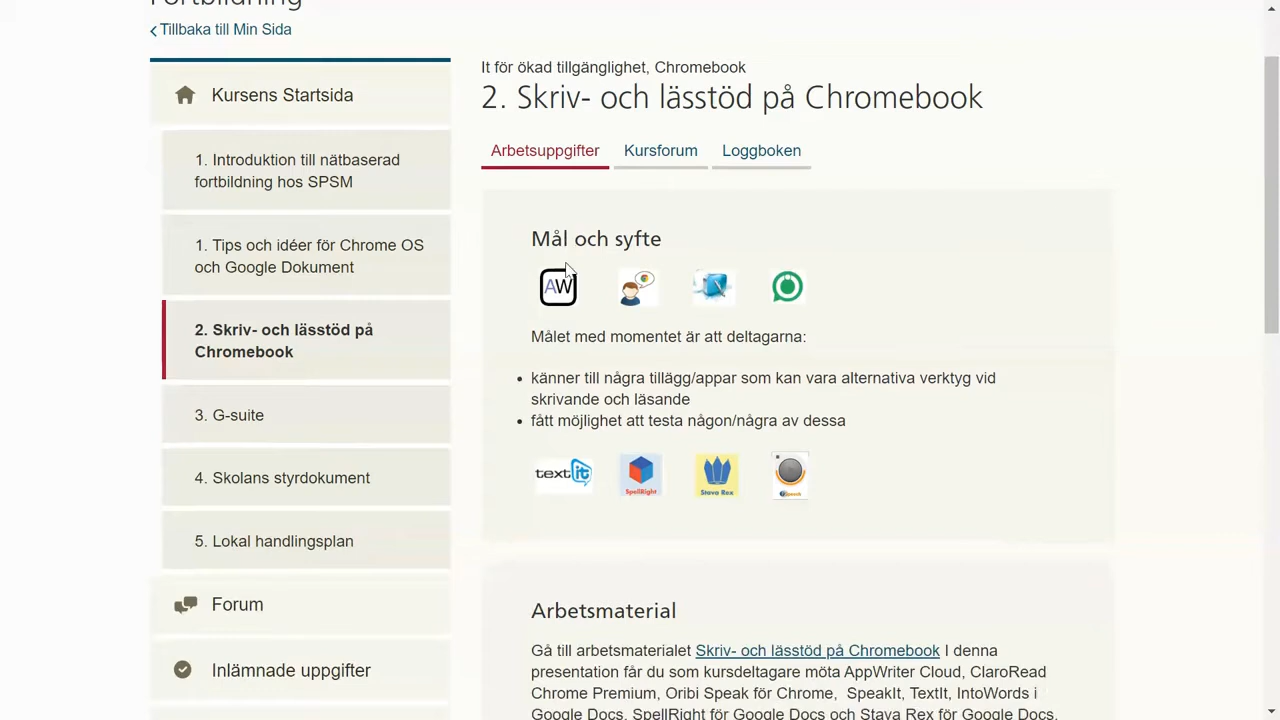 Fortbildning
Tillbaka till Min Sida
Kursens Startsida
1. Introduktion till nätbaserad
fortbildning hos SPSM
1. Tips och idéer för Chrome OS
och Google Dokument
2. Skriv- och lässtöd på
Chromebook
3. G-suite
4. Skolans styrdokument
5. Lokal handlingsplan
Forum
Inlämnade uppgifter
It för ökad tillgänglighet, Chromebook
2. Skriv- och lässtöd på Chromebook
Arbetsuppgifter Kursforum Loggboken
Mål och syfte
AW
Målet med momentet är att deltagarna:
känner till några tillägg/appar som kan vara alternativa verktyg vid
skrivande och läsande
fått möjlighet att testa någon/några av dessa
text it SpellRight Stava Rex
Arbetsmaterial
Gå till arbetsmaterialet Skriv- och lässtöd på Chromebook I denna
presentation får du som kursdeltagare möta AppWriter Cloud, ClaroRead
Chrome Premium, Oribi Speak för Chrome, SpeakIt, TextIt, IntoWords i
Google Docs, SpellRight för Google Docs och Stava Rex för Google Docs.